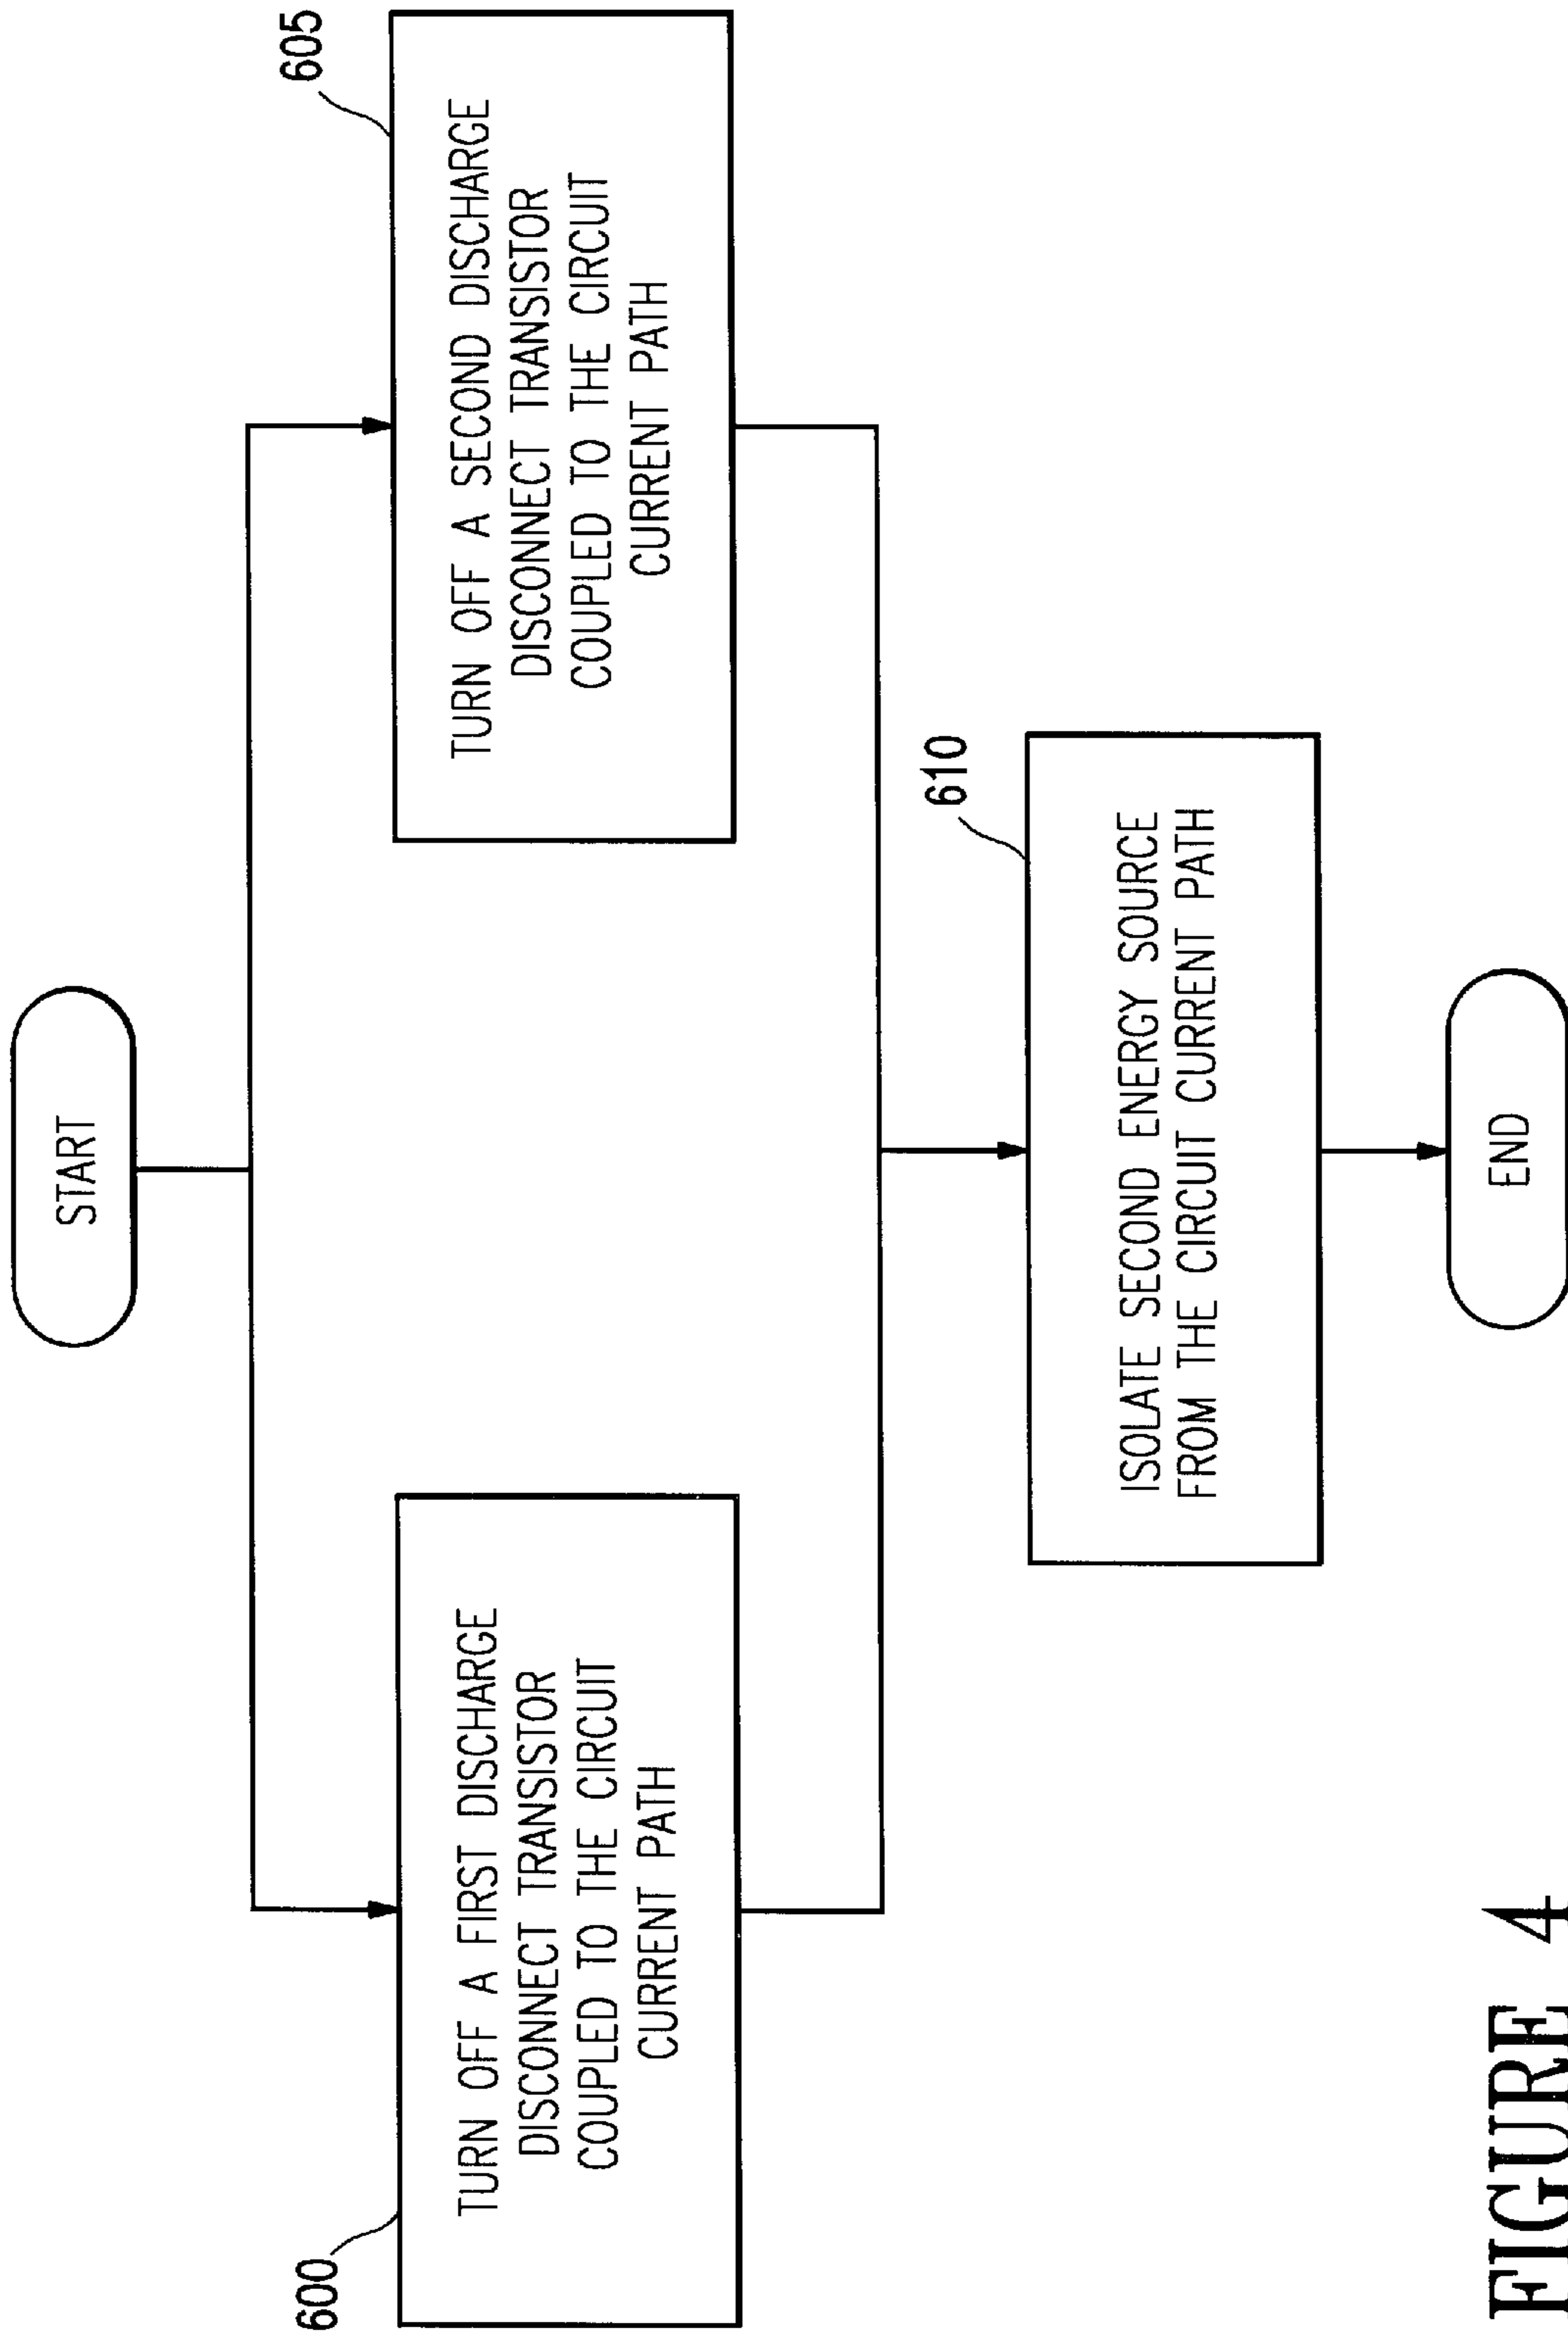 START
600
TURN OFF A FIRST DISCHARGE
DISCONNECT TRANSISTOR
COUPLED TO THE CIRCUIT
CURRENT PATH
605
TURN OFF A SECOND DISCHARGE
DISCONNECT TRANSISTOR
COUPLED TO THE CIRCUIT
CURRENT PATH
610
ISOLATE SECOND ENERGY SOURCE
FROM THE CIRCUIT CURRENT PATH
END
FIGURE 4